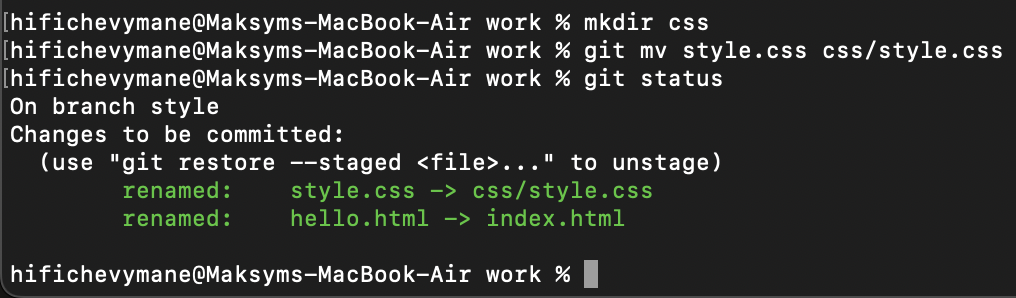 [hifichevymane@Maksyms-MacBook-Air work % mkdir css
[hifichevymane@Maksyms-MacBook-Air work % git mv style.css css/style.css
[hifichevymane@Maksyms-MacBook-Air work % git status
On branch style
Changes to be committed:
  (use "git restore --staged <file>..." to unstage)
        renamed:    style.css -> css/style.css
        renamed:    hello.html -> index.html

hifichevymane@Maksyms-MacBook-Air work %